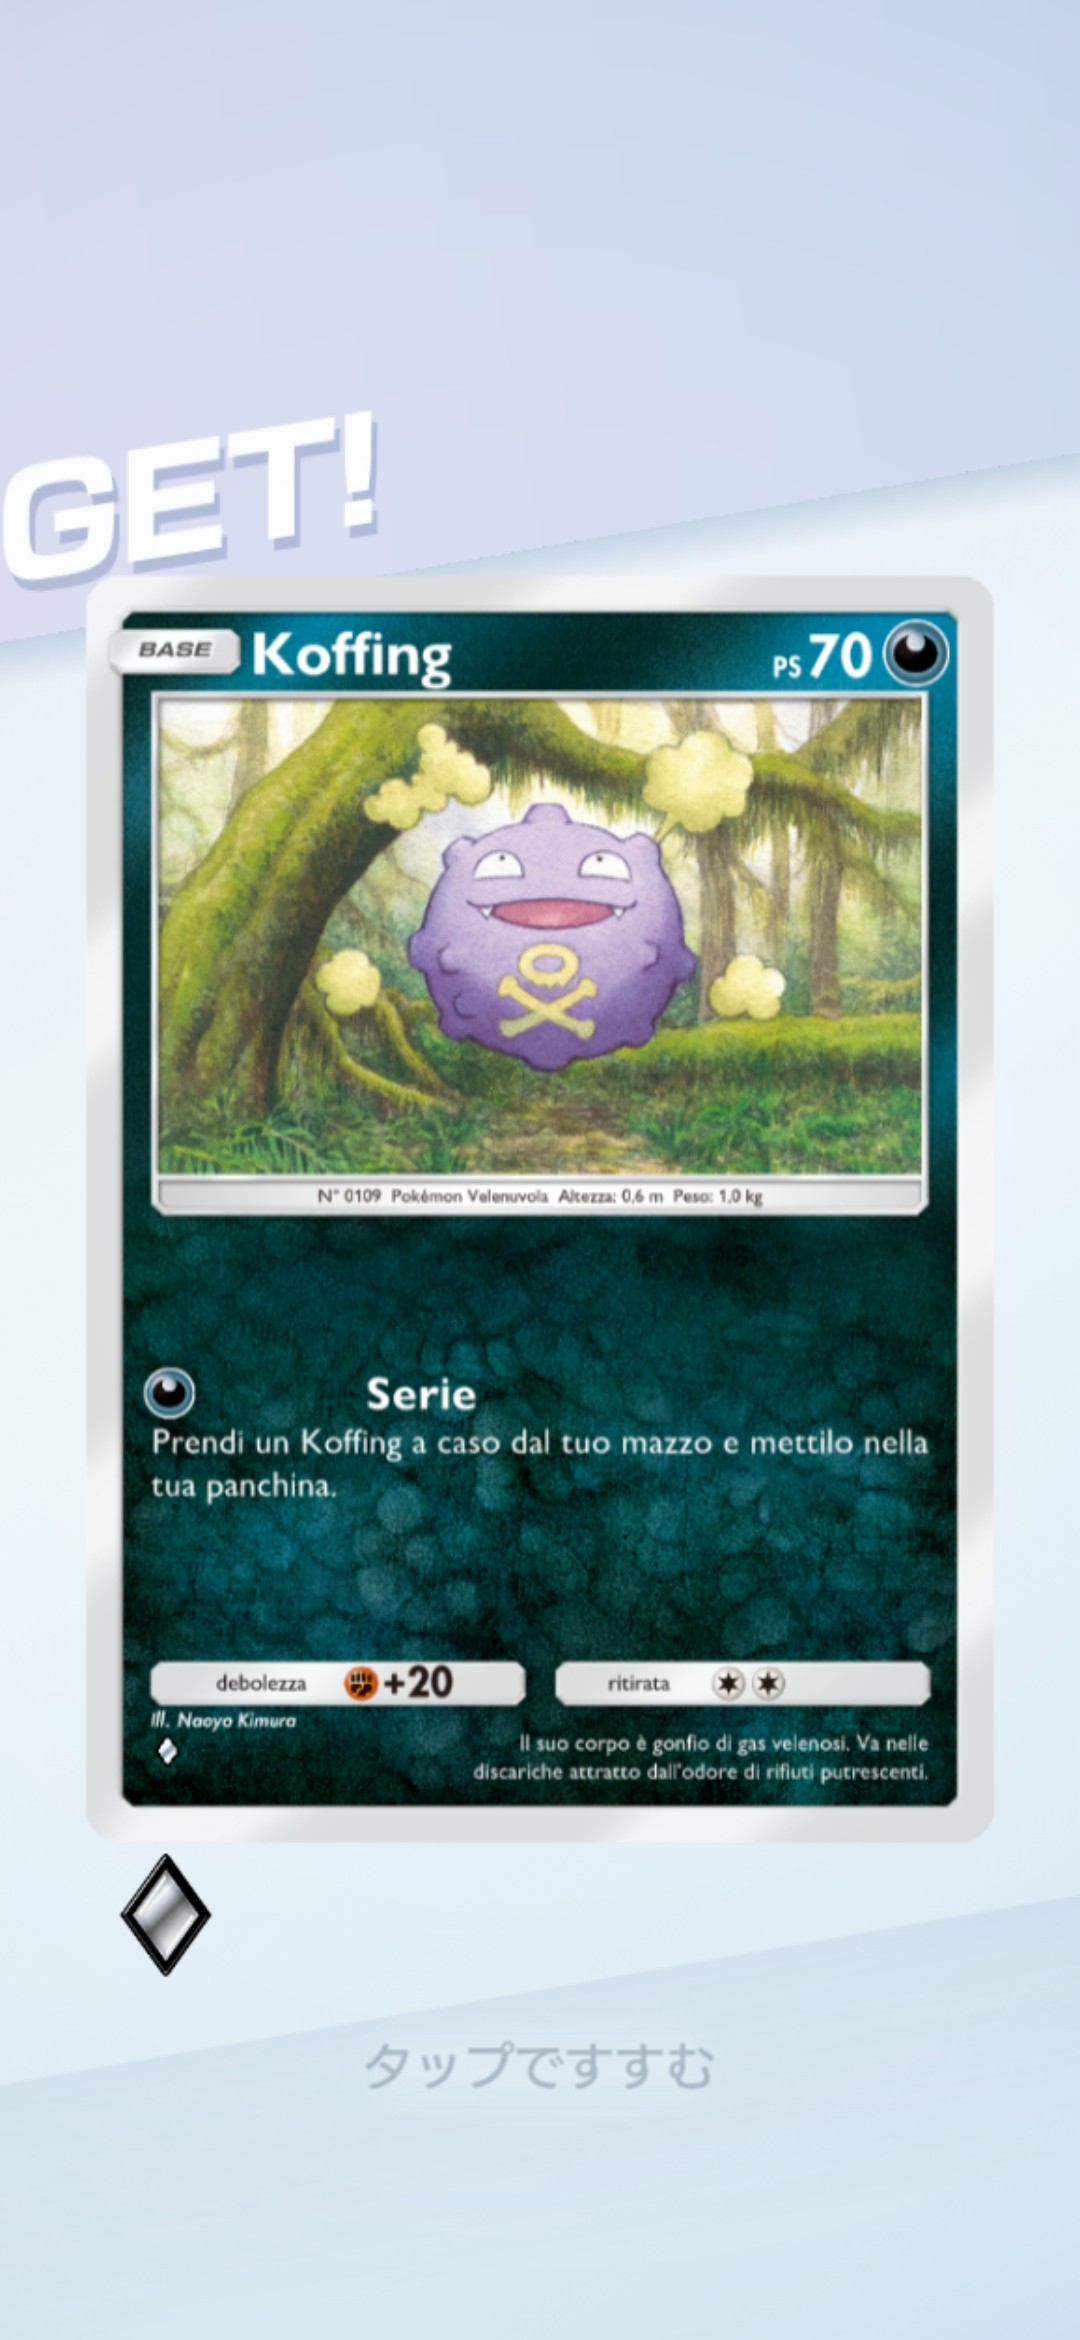 GET!
BASE Koffing PS 70
N° 0109 Pokémon Velenuvola Altezza: 0,6 m Peso: 1,0 kg
Serie
Prendi un Koffing a caso dal tuo mazzo e mettilo nella
tua panchina.
debolezza +20 ritirata
Ill. Naoyo Kimura
Il suo corpo è gonfio di gas velenosi. Va nelle
discariche attratto dall'odore di rifiuti putrescenti.
タップですすむ